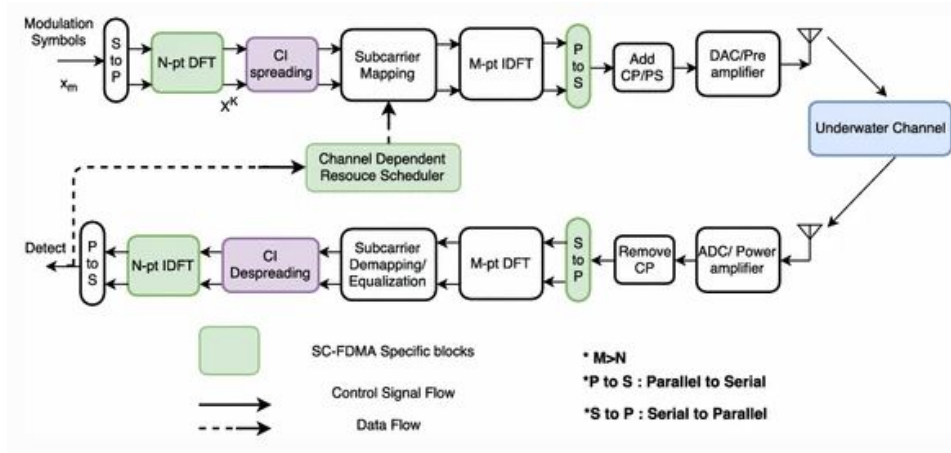 Modulation
Symbols
xm
S
to
P
N-pt DFT
XK
CI
spreading
Subcarrier
Mapping
M-pt IDFT
P
to
S
Add
CP/PS
DAC/Pre
amplifier
Underwater Channel
Channel Dependent
Resouce Scheduler
Detect
P
to
S
N-pt IDFT
CI
Despreading
Subcarrier
Demapping/
Equalization
M-pt DFT
S
to
P
Remove
CP
ADC/ Power
amplifier
SC-FDMA Specific blocks
Control Signal Flow
Data Flow
* M>N
*P to S : Parallel to Serial
*S to P : Serial to Parallel